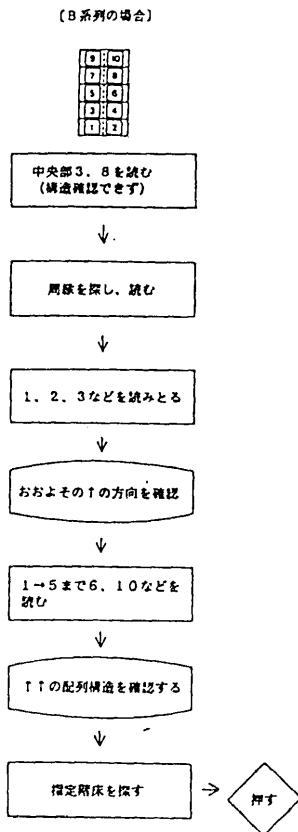 〔B系列の場合〕
9 10
7 8
5 6
3 4
1 2
中央部3、8を読む
(構造確認できず)
↓
周縁を探し、読む
↓
1、2、3などを読みとる
↓
おおよその↑の方向を確認
↓
1→5まで6、10などを
読む
↓
↑↑の配列構造を確認する
↓
指定階床を探す → 押す